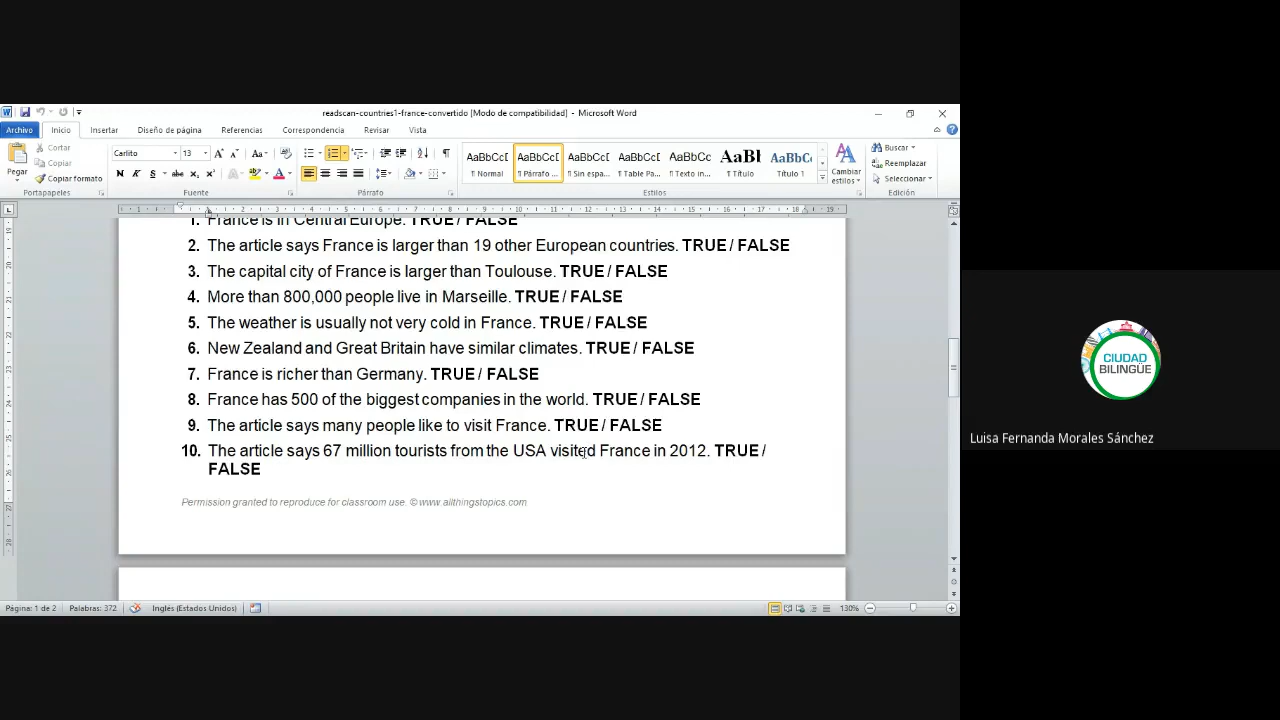 readscan-countries1-france-convertido [Modo de compatibilidad] - Microsoft Word
Archivo Inicio Insertar Diseño de página Referencias Correspondencia Revisar Vista
Pegar
Cortar
Copiar
Copiar formato
Portapapeles
Carlito 13
Fuente
Párrafo
AaBbCcD AaBbCcD AaBbCcD AaBbCcD AaBbCc AaBbC AaBbCc
¶ Normal ¶ Párrafo ... ¶ Sin espa... ¶ Table Pa... ¶ Texto in... ¶ Título ¶ Título 1
Estilos
Cambiar estilos
Buscar
Reemplazar
Seleccionar
Edición
1. France is in Central Europe. TRUE / FALSE
2. The article says France is larger than 19 other European countries. TRUE / FALSE
3. The capital city of France is larger than Toulouse. TRUE / FALSE
4. More than 800,000 people live in Marseille. TRUE / FALSE
5. The weather is usually not very cold in France. TRUE / FALSE
6. New Zealand and Great Britain have similar climates. TRUE / FALSE
7. France is richer than Germany. TRUE / FALSE
8. France has 500 of the biggest companies in the world. TRUE / FALSE
9. The article says many people like to visit France. TRUE / FALSE
10. The article says 67 million tourists from the USA visited France in 2012. TRUE /
FALSE
Permission granted to reproduce for classroom use. © www.allthingstopics.com
Página: 1 de 2 Palabras: 372 Inglés (Estados Unidos) 130%
CIUDAD
BILINGÜE
Luisa Fernanda Morales Sánchez